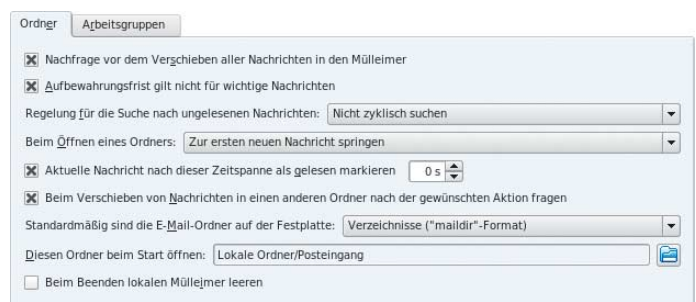 Ordner Arbeitsgruppen
Nachfrage vor dem Verschieben aller Nachrichten in den Mülleimer
Aufbewahrungsfrist gilt nicht für wichtige Nachrichten
Regelung für die Suche nach ungelesenen Nachrichten: Nicht zyklisch suchen
Beim Öffnen eines Ordners: Zur ersten neuen Nachricht springen
Aktuelle Nachricht nach dieser Zeitspanne als gelesen markieren 0 s
Beim Verschieben von Nachrichten in einen anderen Ordner nach der gewünschten Aktion fragen
Standardmäßig sind die E-Mail-Ordner auf der Festplatte: Verzeichnisse ("maildir"-Format)
Diesen Ordner beim Start öffnen: Lokale Ordner/Posteingang
Beim Beenden lokalen Mülleimer leeren